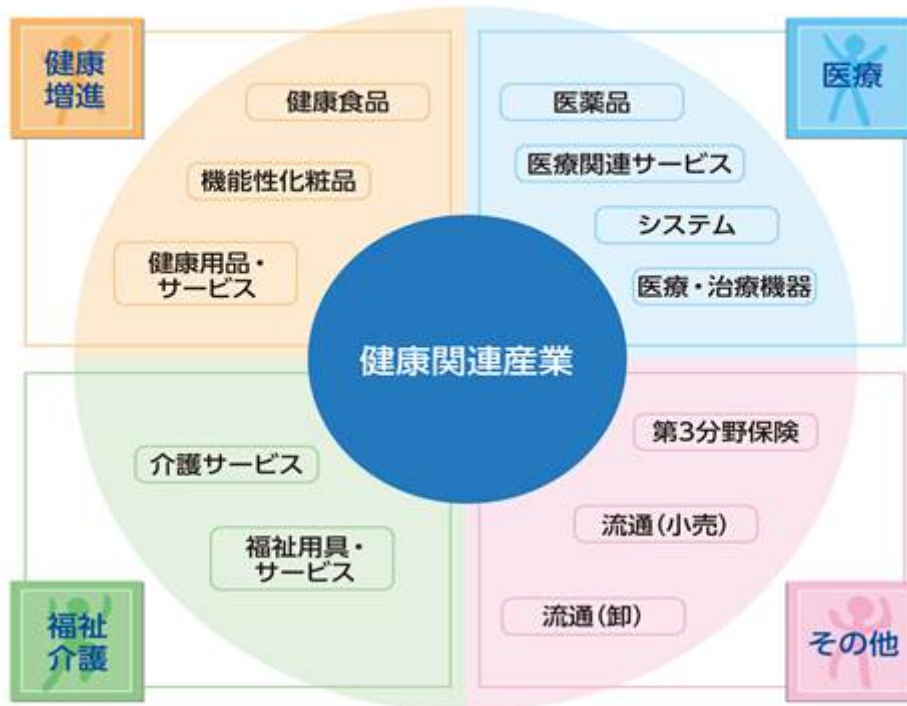 健康
増進
健康食品
機能性化粧品
健康用品・
サービス
医療
医薬品
医療関連サービス
システム
医療・治療機器
健康関連産業
介護サービス
福祉用具・
サービス
福祉
介護
第3分野保険
流通(小売)
流通(卸)
その他